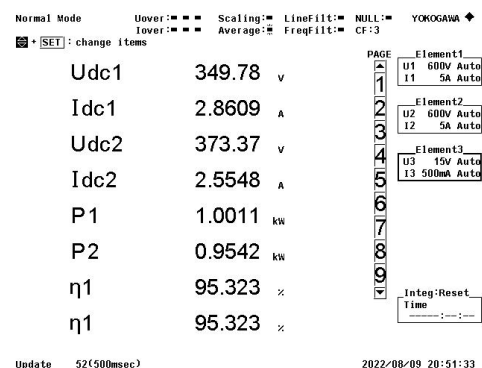 Normal Mode Uover:- - - Scaling:- LineFilt:- NULL:- YOKOGAWA ◆
Iover:- - - Average:- FreqFilt:- CF:3
+ SET : change items
PAGE
Udc1 349.78 V
Idc1 2.8609 A
Udc2 373.37 V
Idc2 2.5548 A
P1 1.0011 kW
P2 0.9542 kW
η1 95.323 %
η1 95.323 %
▲
1
2
3
4
5
6
7
8
9
▼
Element1
U1 600V Auto
I1 5A Auto
Element2
U2 600V Auto
I2 5A Auto
Element3
U3 15V Auto
I3 500mA Auto
Integ:Reset
Time
-----:--:--
Update 52(500msec) 2022/08/09 20:51:33